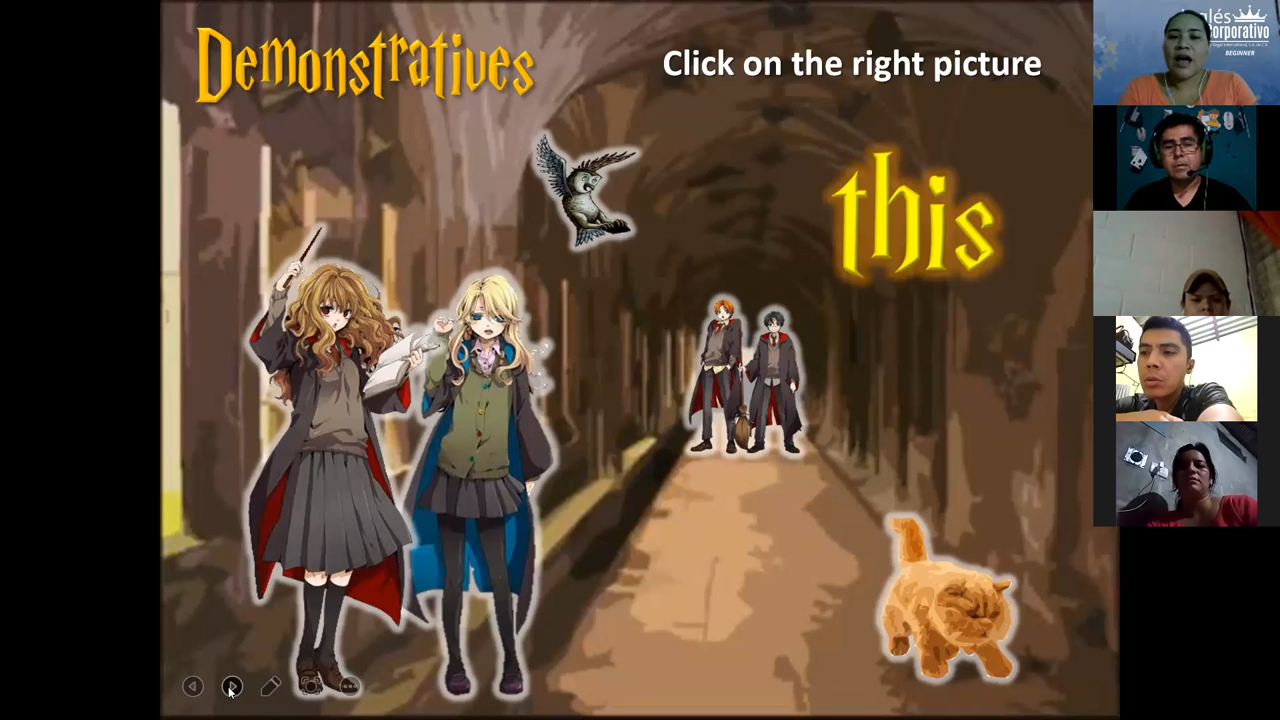 Demonstratives
Click on the right picture
this
Inglés
Corporativo
BEGINNER